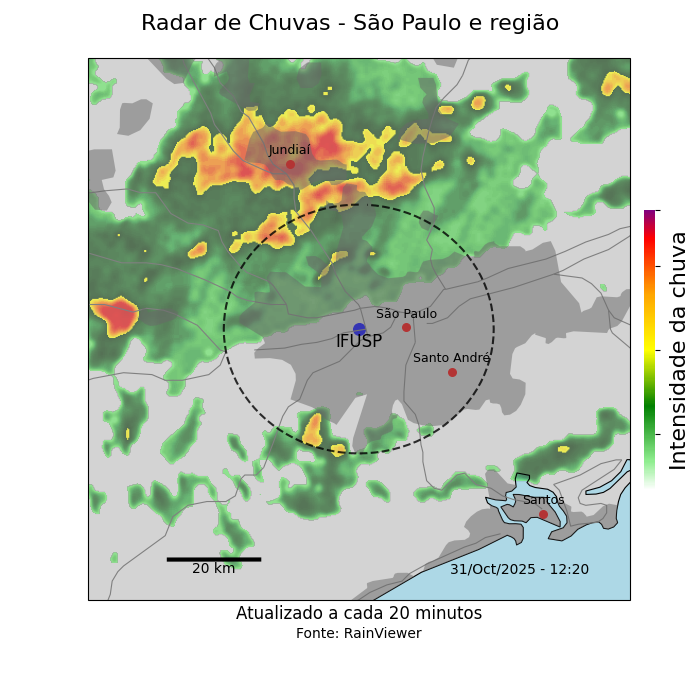 Radar de Chuvas - São Paulo e região
Jundiaí
São Paulo
IFUSP
Santo André
Santos
20 km
31/Oct/2025 - 12:20
Intensidade da chuva
Atualizado a cada 20 minutos
Fonte: RainViewer